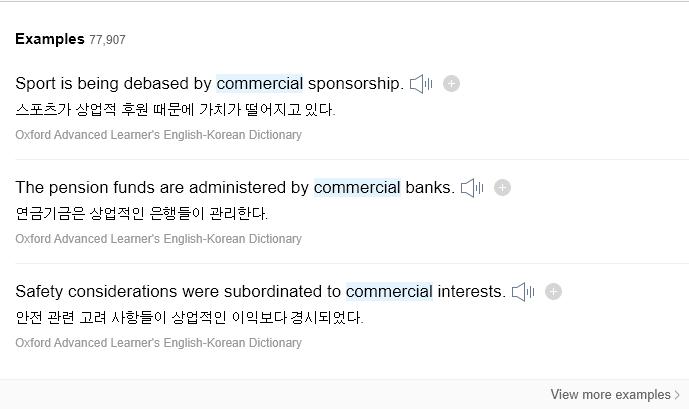 Examples 77,907
Sport is being debased by commercial sponsorship.
스포츠가 상업적 후원 때문에 가치가 떨어지고 있다.
Oxford Advanced Learner's English-Korean Dictionary
The pension funds are administered by commercial banks.
연금기금은 상업적인 은행들이 관리한다.
Oxford Advanced Learner's English-Korean Dictionary
Safety considerations were subordinated to commercial interests.
안전 관련 고려 사항들이 상업적인 이익보다 경시되었다.
Oxford Advanced Learner's English-Korean Dictionary
View more examples